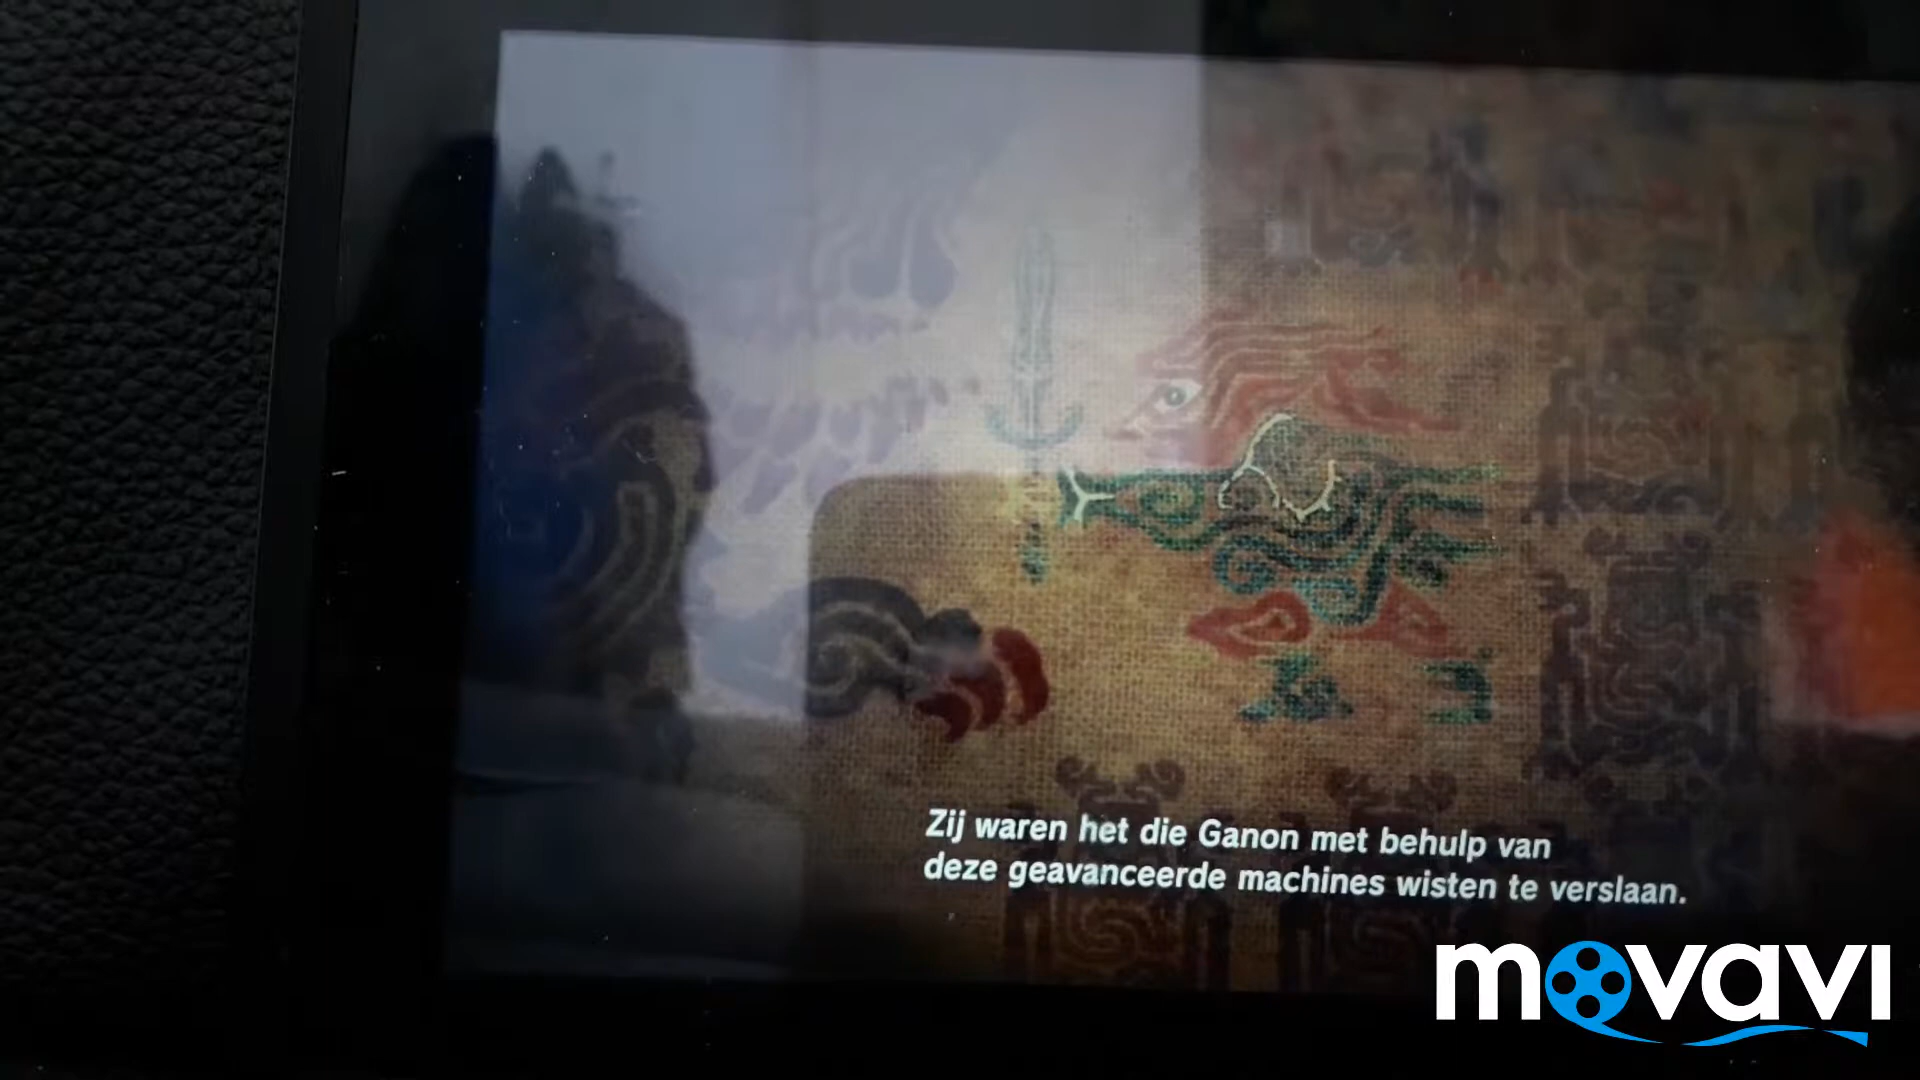 Zij waren het die Ganon met behulp van
deze geavanceerde machines wisten te verslaan.
movavi